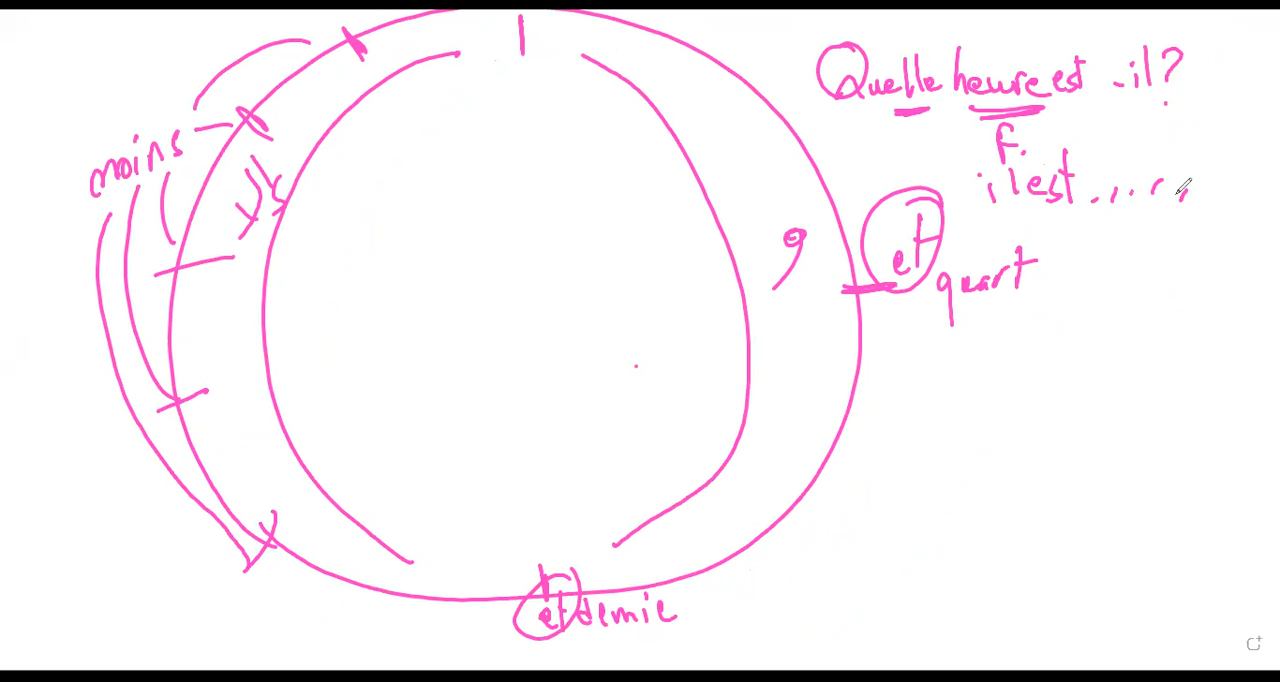 Quelle heure est-il?
f.
il est.....
moins
و
et
quart
et demie